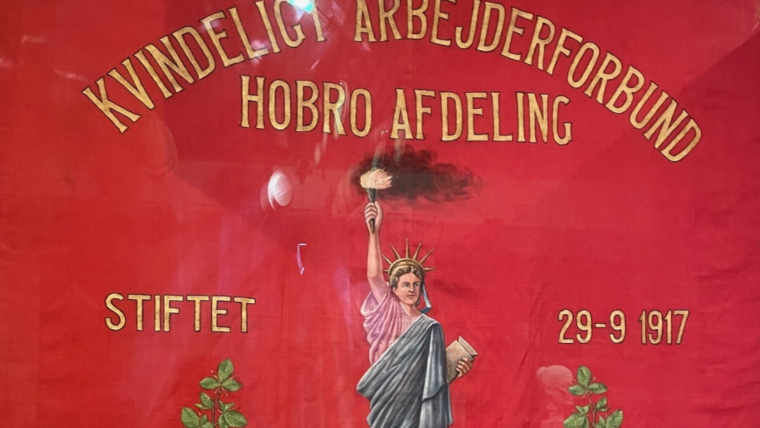 KVINDELIGT ARBEJDERFORBUND
HOBRO AFDELING
STIFTET 29-9 1917